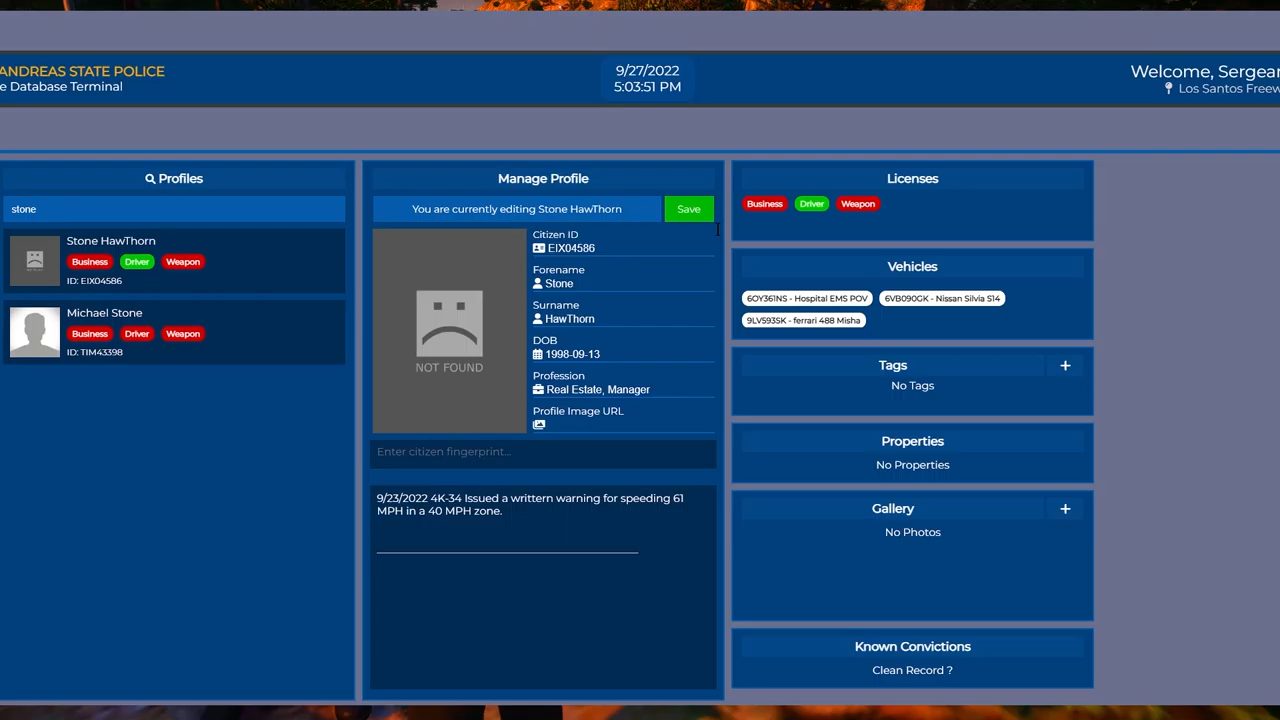 ANDREAS STATE POLICE
e Database Terminal
9/27/2022
5:03:51 PM
Welcome, Sergean
Los Santos Freew
Profiles
stone
Stone HawThorn
Business Driver Weapon
ID: EIX04586
Michael Stone
Business Driver Weapon
ID: TIM43398
Manage Profile
You are currently editing Stone HawThorn
Save
NOT FOUND
Citizen ID
EIX04586
Forename
Stone
Surname
HawThorn
DOB
1998-09-13
Profession
Real Estate, Manager
Profile Image URL
Enter citizen fingerprint...
9/23/2022 4K-34 Issued a writtern warning for speeding 61
MPH in a 40 MPH zone.
Licenses
Business Driver Weapon
Vehicles
6OY361NS - Hospital EMS POV 6VB090GK - Nissan Silvia S14
9LV593SK - ferrari 488 Misha
Tags
No Tags
Properties
No Properties
Gallery
No Photos
Known Convictions
Clean Record ?